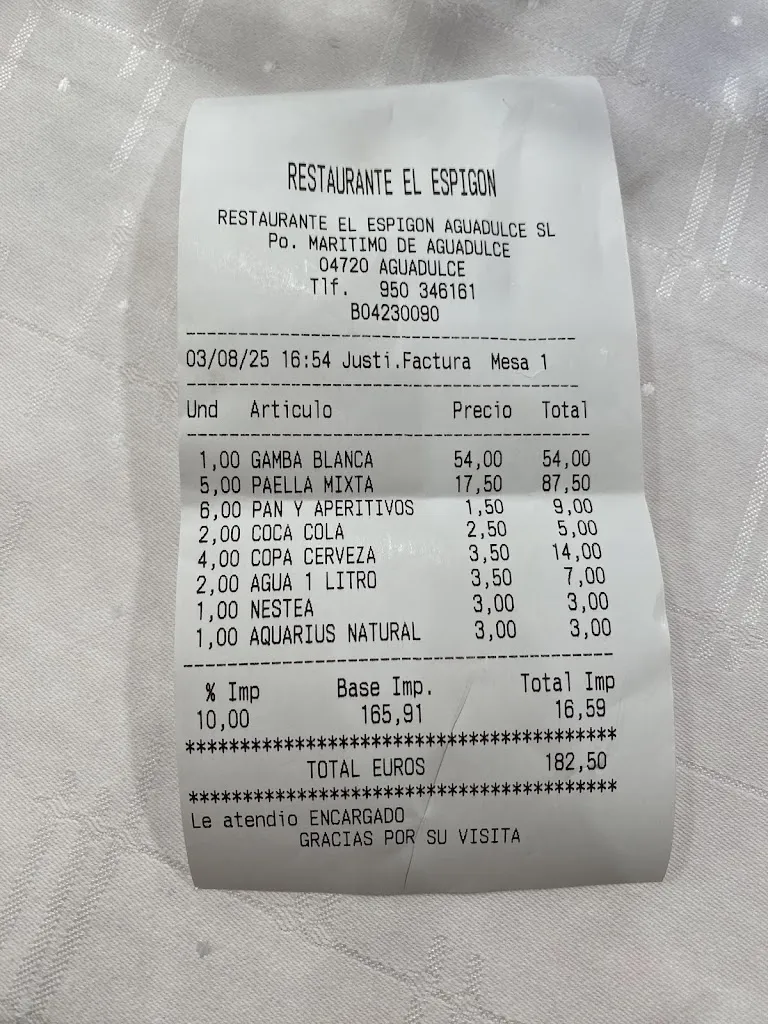 RESTAURANTE EL ESPIGON
RESTAURANTE EL ESPIGON AGUADULCE SL
Po. MARITIMO DE AGUADULCE
04720 AGUADULCE
Tlf. 950 346161
B04230090
03/08/25 16:54 Justi.Factura Mesa 1
Und Articulo Precio Total
1,00 GAMBA BLANCA 54,00 54,00
5,00 PAELLA MIXTA 17,50 87,50
6,00 PAN Y APERITIVOS 1,50 9,00
2,00 COCA COLA 2,50 5,00
4,00 COPA CERVEZA 3,50 14,00
2,00 AGUA 1 LITRO 3,50 7,00
1,00 NESTEA 3,00 3,00
1,00 AQUARIUS NATURAL 3,00 3,00
% Imp Base Imp. Total Imp
10,00 165,91 16,59
******************************************
TOTAL EUROS 182,50
******************************************
Le atendio ENCARGADO
GRACIAS POR SU VISITA